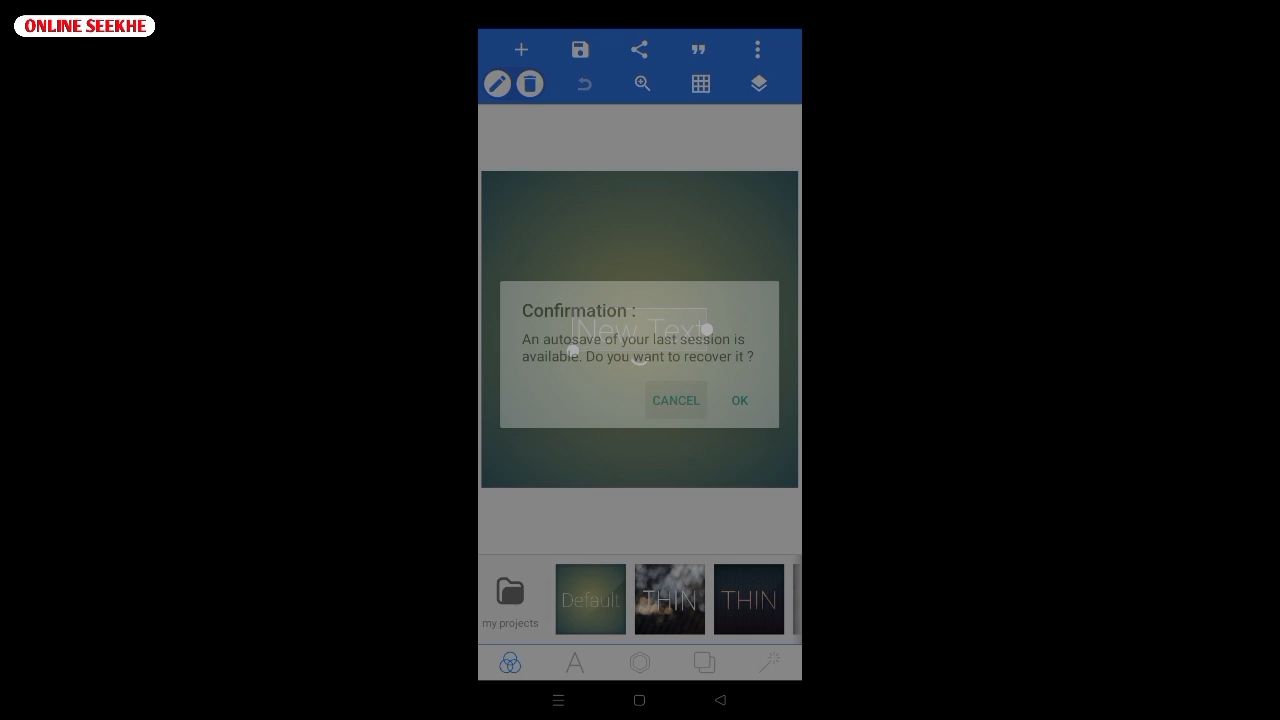 ONLINE SEEKHE
Confirmation :
New Text
An autosave of your last session is
available. Do you want to recover it ?
CANCEL OK
Default THIN THIN
my projects
A